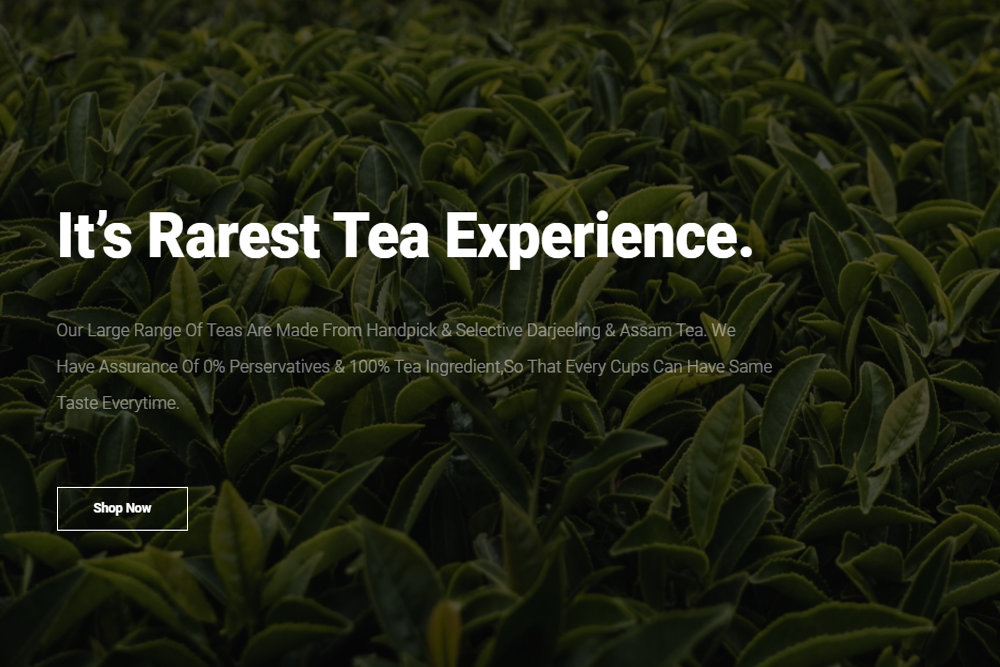 It’s Rarest Tea Experience.
Our Large Range Of Teas Are Made From Handpick & Selective Darjeeling & Assam Tea. We
Have Assurance Of 0% Perservatives & 100% Tea Ingredient,So That Every Cups Can Have Same
Taste Everytime.
Shop Now